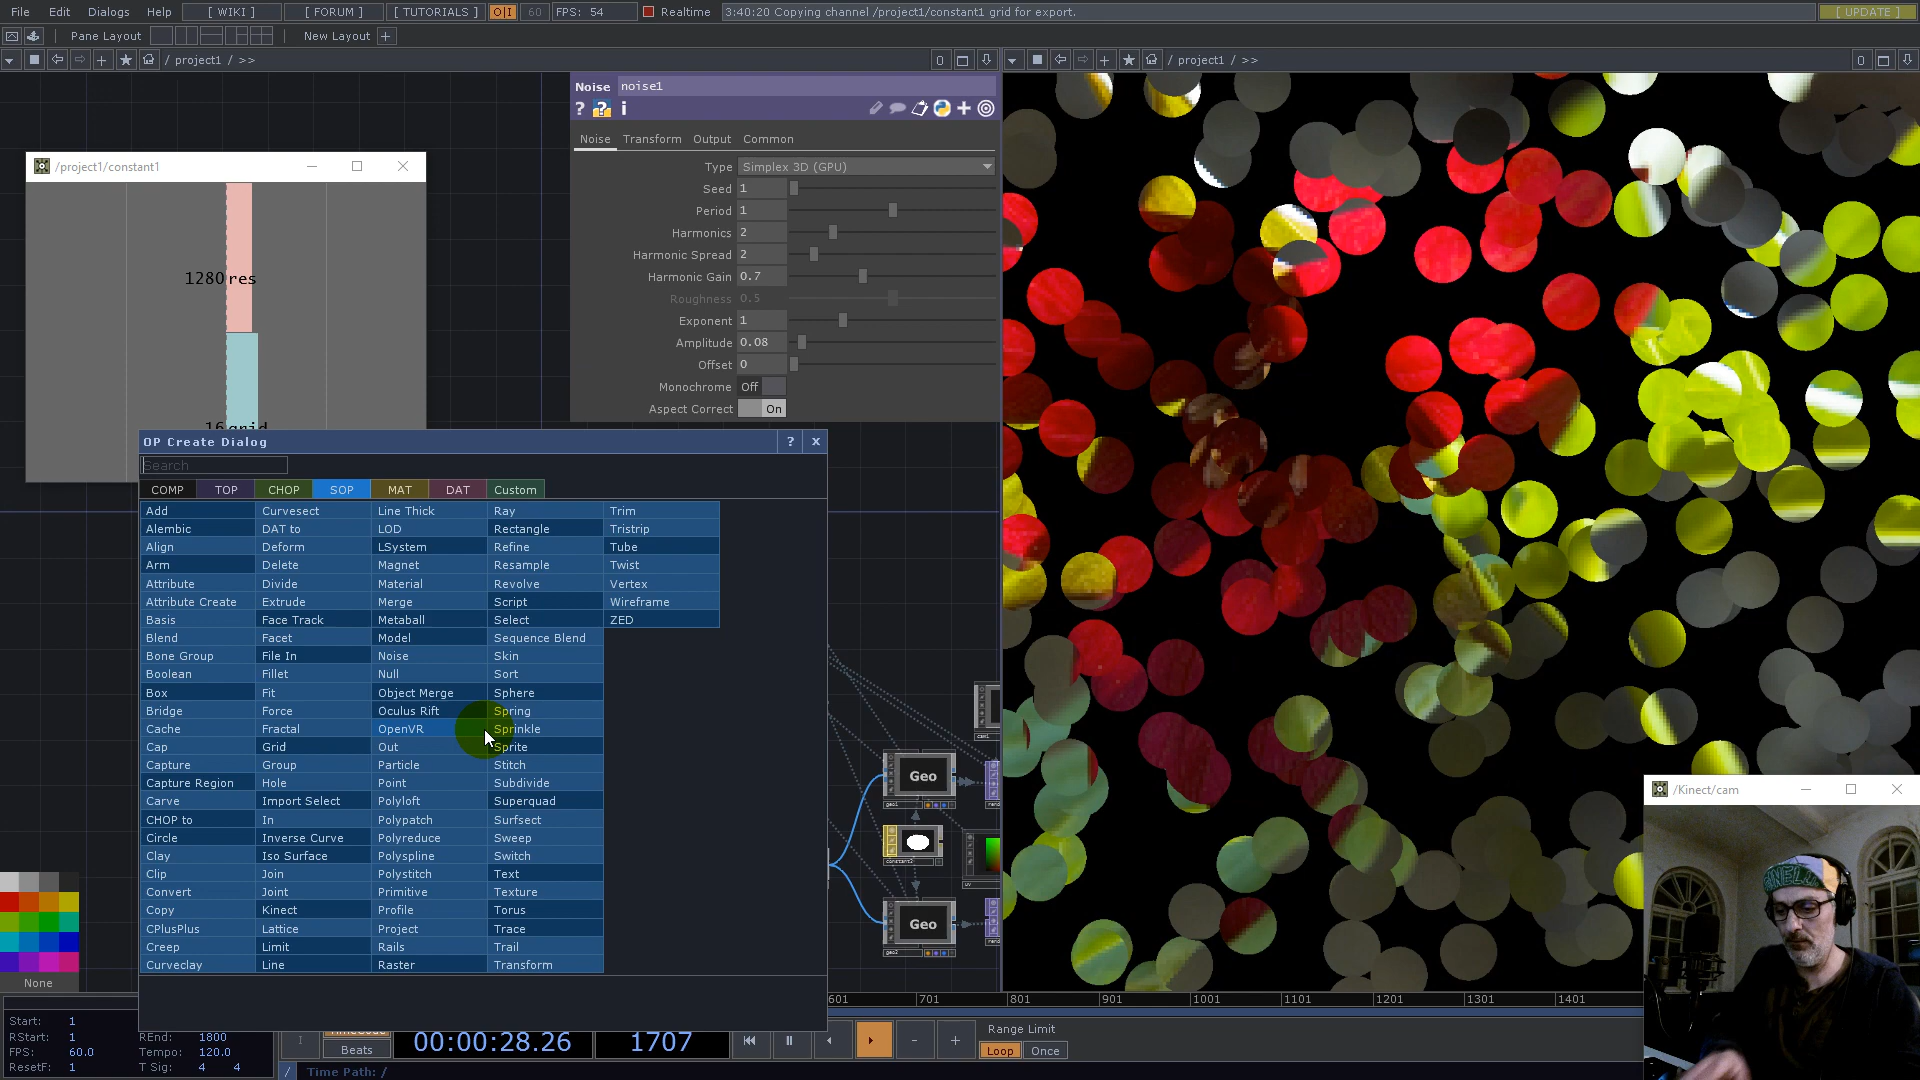 File Edit Dialogs Help [ WIKI ] [ FORUM ] [ TUTORIALS ] O|I 60 FPS: 54 Realtime 3:40:20 Copying channel /project1/constant1 grid for export. [ UPDATE ]
Pane Layout New Layout +
/ project1 / >> 0 / project1 / >> 0
Noise noise1
? ? i
Noise Transform Output Common
Type Simplex 3D (GPU)
Seed 1
Period 1
Harmonics 2
Harmonic Spread 2
Harmonic Gain 0.7
Roughness 0.5
Exponent 1
Amplitude 0.08
Offset 0
Monochrome Off
Aspect Correct On
/project1/constant1
1280 res
16 grid
OP Create Dialog ? x
Search
COMP TOP CHOP SOP MAT DAT Custom
Add Curvesect Line Thick Ray Trim
Alembic DAT to LOD Rectangle Tristrip
Align Deform LSystem Refine Tube
Arm Delete Magnet Resample Twist
Attribute Divide Material Revolve Vertex
Attribute Create Extrude Merge Script Wireframe
Basis Face Track Metaball Select ZED
Blend Facet Model Sequence Blend
Bone Group File In Noise Skin
Boolean Fillet Null Sort
Box Fit Object Merge Sphere
Bridge Force Oculus Rift Spring
Cache Fractal OpenVR Sprinkle
Cap Grid Out Sprite
Capture Group Particle Stitch
Capture Region Hole Point Subdivide
Carve Import Select Polyloft Superquad
CHOP to In Polypatch Surfsect
Circle Inverse Curve Polyreduce Sweep
Clay Iso Surface Polyspline Switch
Clip Join Polystitch Text
Convert Joint Primitive Texture
Copy Kinect Profile Torus
CPlusPlus Lattice Project Trace
Creep Limit Rails Trail
Curveclay Line Raster Transform
Geo
geo1
constant2
Geo
geo2
cam1
/Kinect/cam
None
601 701 801 901 1001 1101 1201 1301 1401
Start: 1
RStart: 1 REnd: 1800
FPS: 60.0 Tempo: 120.0
ResetF: 1 T Sig: 4 4
TimeCode
Beats
00:00:28.26 1707
Range Limit
Loop Once
/ Time Path: /